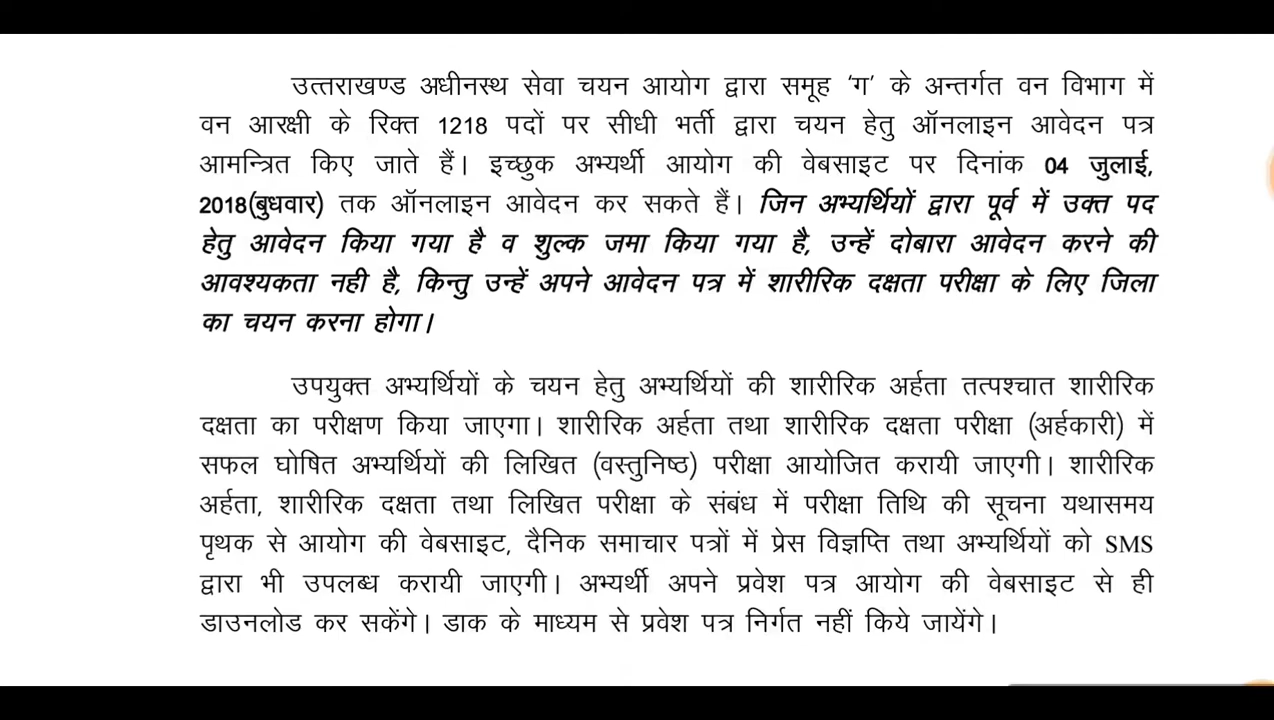 उत्तराखण्ड अधीनस्थ सेवा चयन आयोग द्वारा समूह ‘ग’ के अन्तर्गत वन विभाग में
वन आरक्षी के रिक्त 1218 पदों पर सीधी भर्ती द्वारा चयन हेतु ऑनलाइन आवेदन पत्र
आमन्त्रित किए जाते हैं। इच्छुक अभ्यर्थी आयोग की वेबसाइट पर दिनांक 04 जुलाई,
2018(बुधवार) तक ऑनलाइन आवेदन कर सकते हैं। जिन अभ्यर्थियों द्वारा पूर्व में उक्त पद
हेतु आवेदन किया गया है व शुल्क जमा किया गया है, उन्हें दोबारा आवेदन करने की
आवश्यकता नही है, किन्तु उन्हें अपने आवेदन पत्र में शारीरिक दक्षता परीक्षा के लिए जिला
का चयन करना होगा।
उपयुक्त अभ्यर्थियों के चयन हेतु अभ्यर्थियों की शारीरिक अर्हता तत्पश्चात शारीरिक
दक्षता का परीक्षण किया जाएगा। शारीरिक अर्हता तथा शारीरिक दक्षता परीक्षा (अर्हकारी) में
सफल घोषित अभ्यर्थियों की लिखित (वस्तुनिष्ठ) परीक्षा आयोजित करायी जाएगी। शारीरिक
अर्हता, शारीरिक दक्षता तथा लिखित परीक्षा के संबंध में परीक्षा तिथि की सूचना यथासमय
पृथक से आयोग की वेबसाइट, दैनिक समाचार पत्रों में प्रेस विज्ञप्ति तथा अभ्यर्थियों को SMS
द्वारा भी उपलब्ध करायी जाएगी। अभ्यर्थी अपने प्रवेश पत्र आयोग की वेबसाइट से ही
डाउनलोड कर सकेंगे। डाक के माध्यम से प्रवेश पत्र निर्गत नहीं किये जायेंगे।